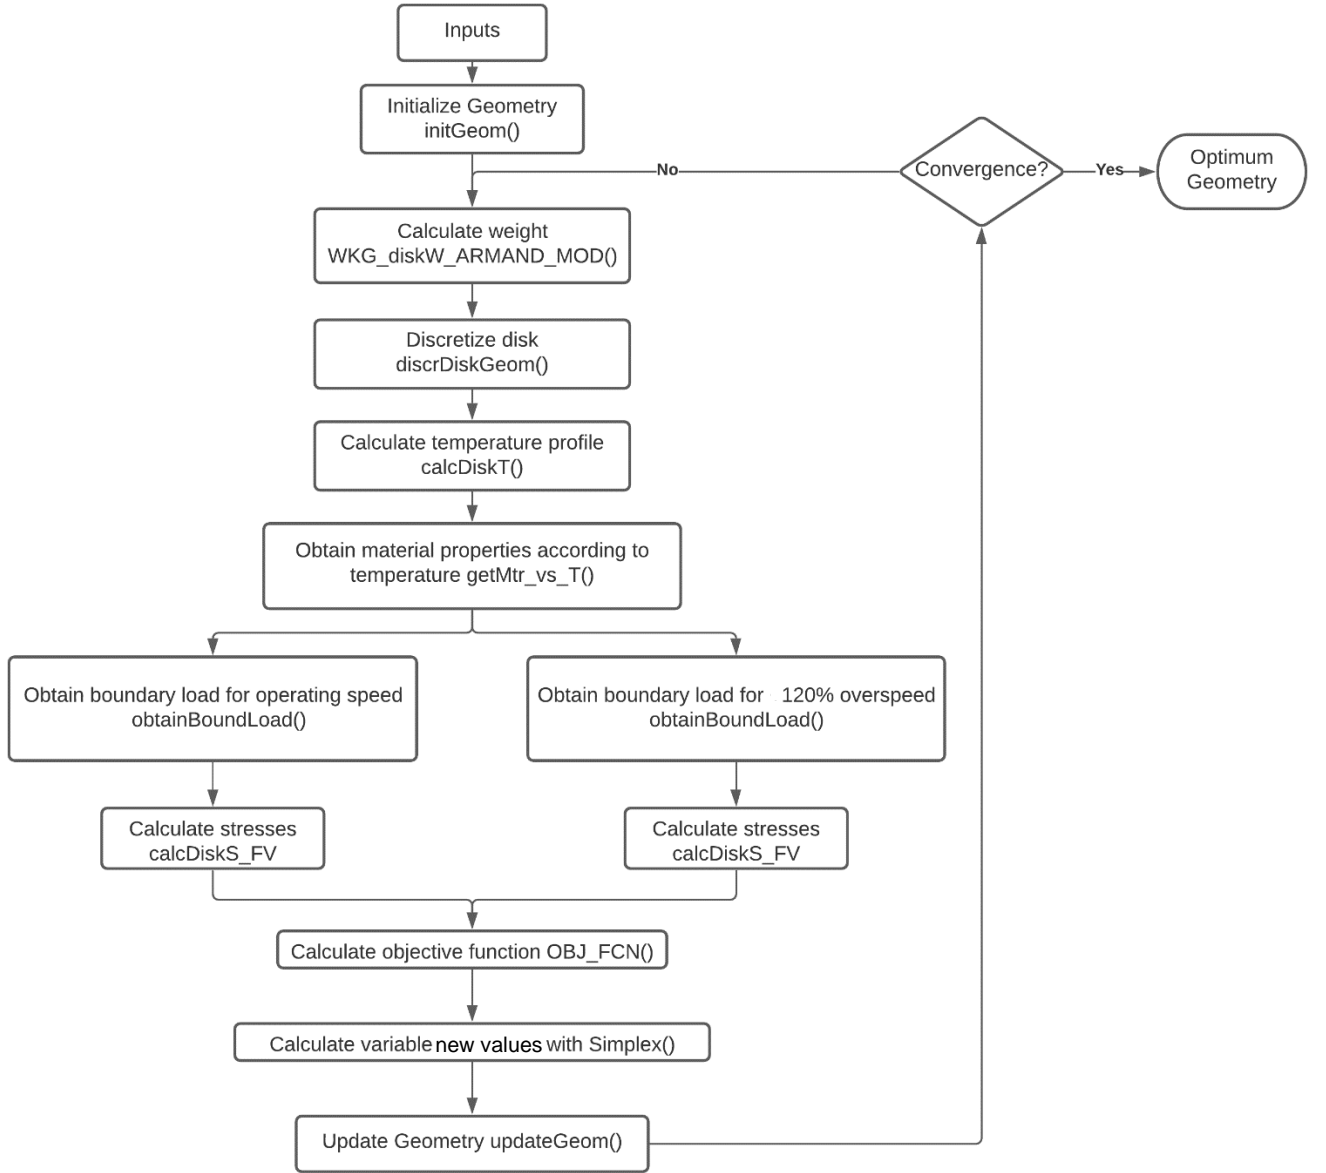 Inputs
Initialize Geometry
initGeom()
No
Convergence?
Yes
Optimum
Geometry
Calculate weight
WKG_diskW_ARMAND_MOD()
Discretize disk
discrDiskGeom()
Calculate temperature profile
calcDiskT()
Obtain material properties according to
temperature getMtr_vs_T()
Obtain boundary load for operating speed
obtainBoundLoad()
Obtain boundary load for 120% overspeed
obtainBoundLoad()
Calculate stresses
calcDiskS_FV
Calculate stresses
calcDiskS_FV
Calculate objective function OBJ_FCN()
Calculate variable new values with Simplex()
Update Geometry updateGeom()